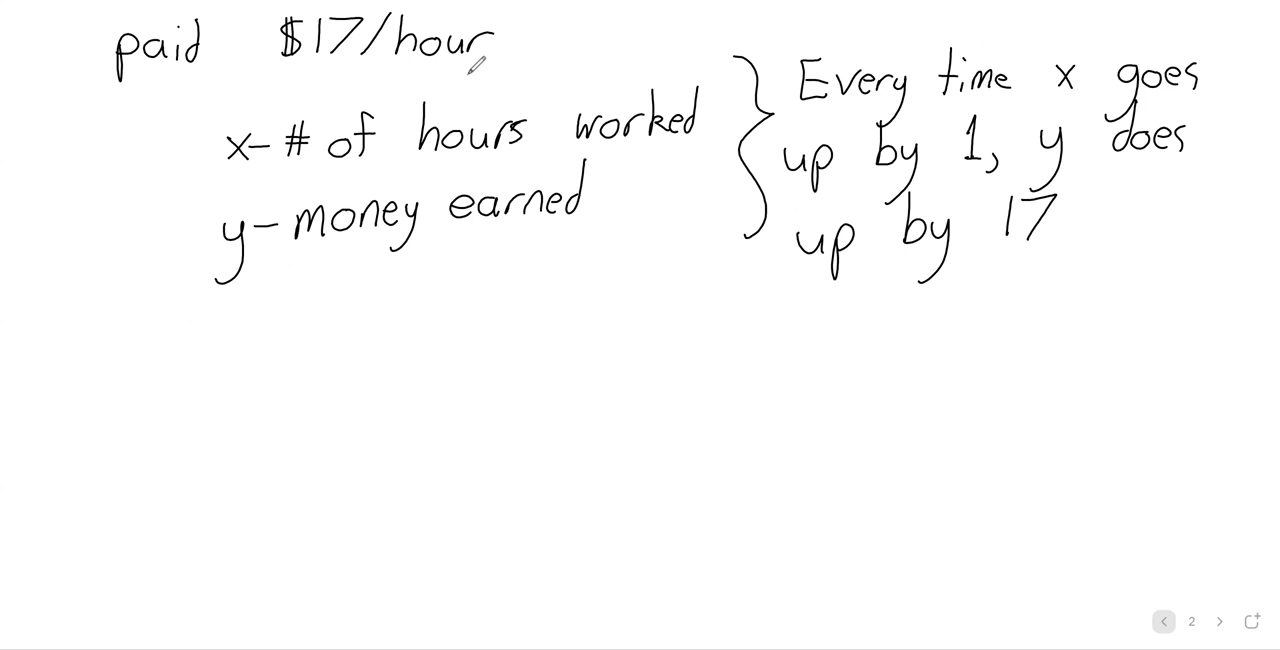 paid $17/hour
x- # of hours worked
y- money earned
Every time x goes
up by 1, y does
up by 17
2